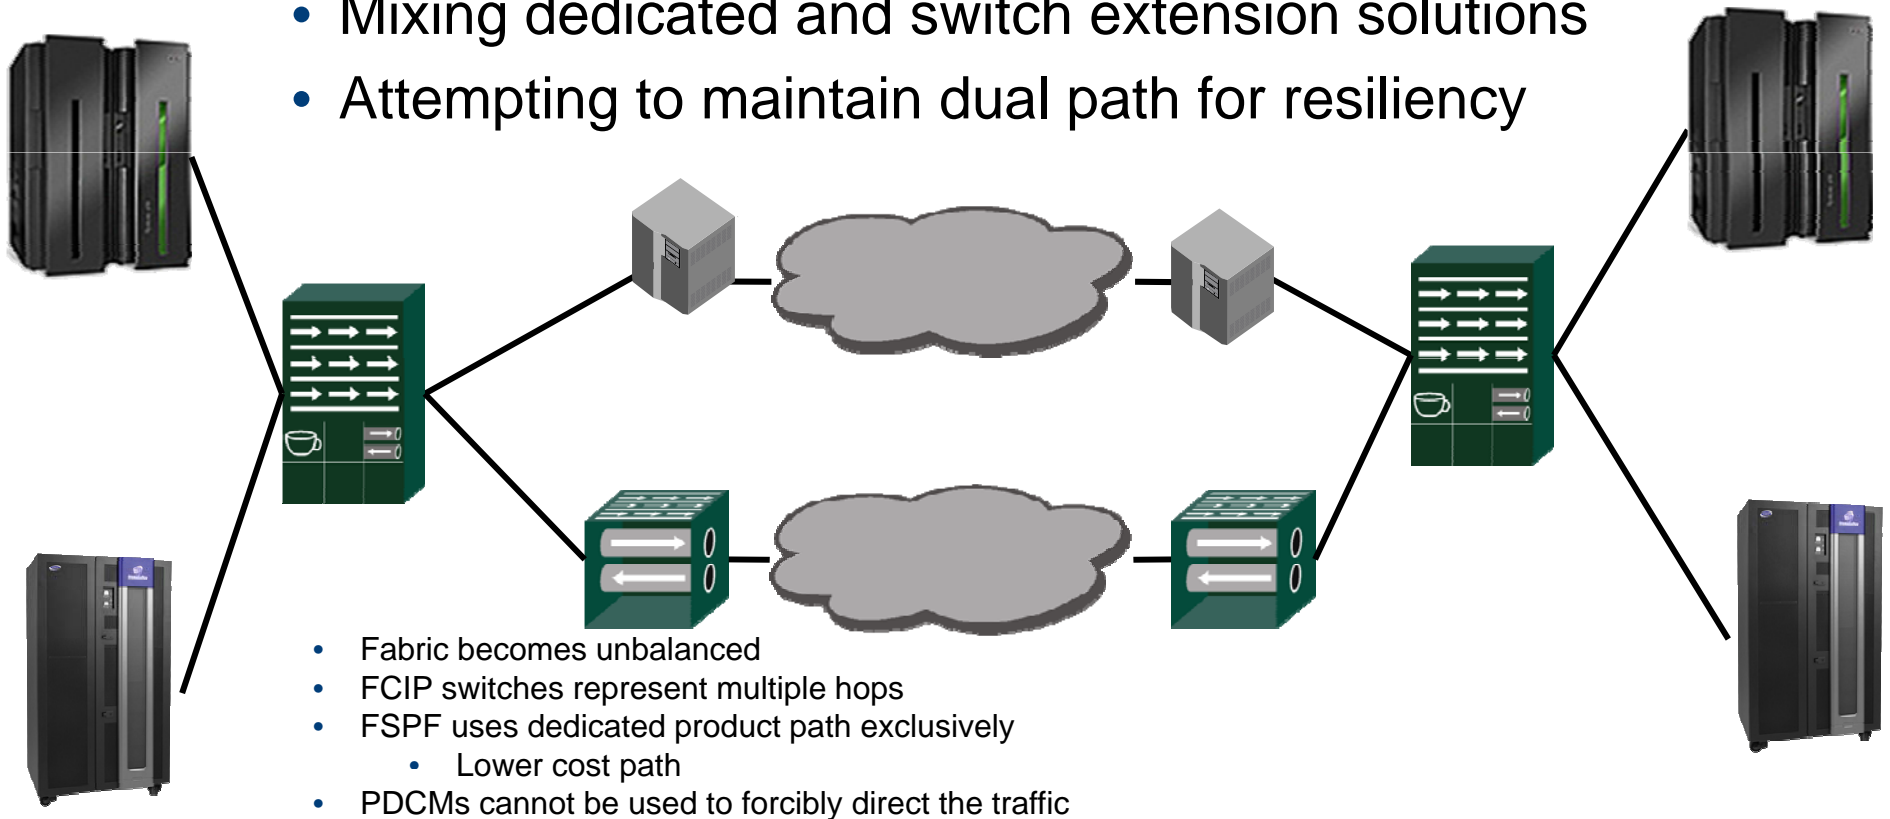 • Mixing dedicated and switch extension solutions
• Attempting to maintain dual path for resiliency
• Fabric becomes unbalanced
• FCIP switches represent multiple hops
• FSPF uses dedicated product path exclusively
• Lower cost path
• PDCMs cannot be used to forcibly direct the traffic